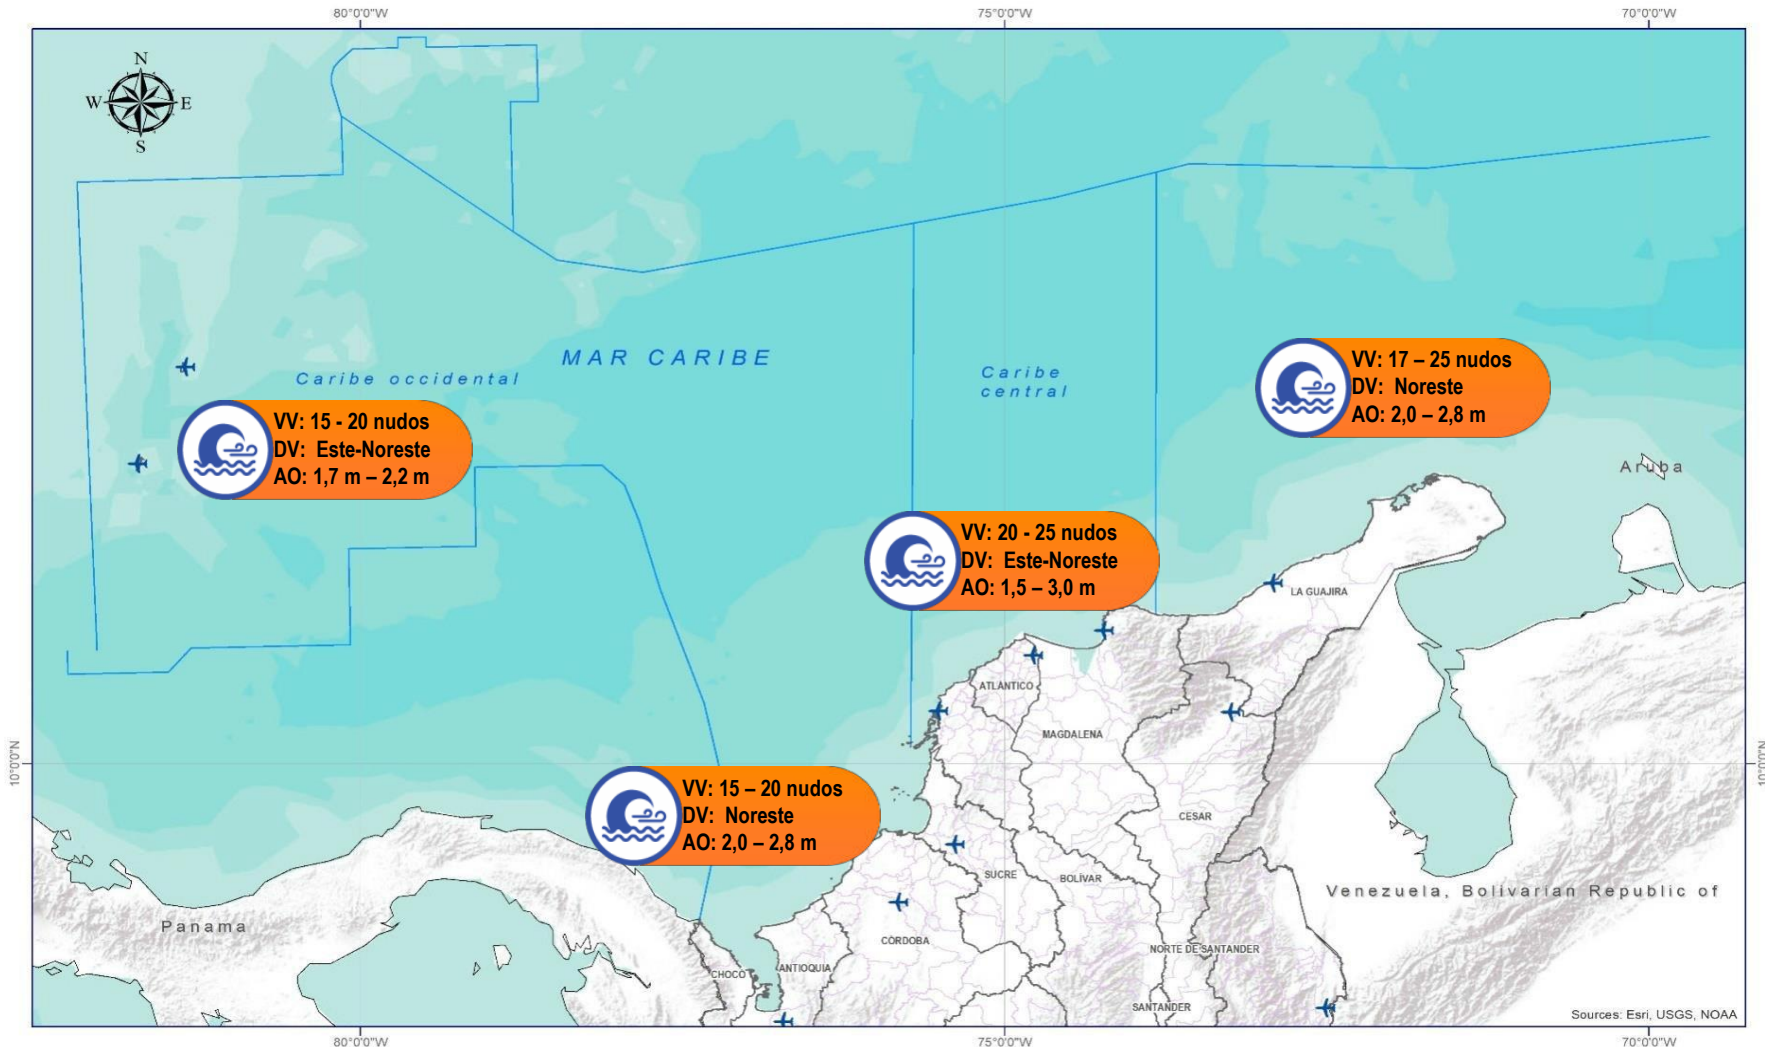 80°0'0"W
75°0'0"W
70°0'0"W
N
W
E
S
MAR CARIBE
Caribe occidental
Caribe
central
VV: 17 – 25 nudos
DV: Noreste
AO: 2,0 – 2,8 m
VV: 15 - 20 nudos
DV: Este-Noreste
AO: 1,7 m – 2,2 m
Aruba
VV: 20 - 25 nudos
DV: Este-Noreste
AO: 1,5 – 3,0 m
LA GUAJIRA
ATLANTICO
MAGDALENA
10°0'0"N
10°0'0"N
VV: 15 – 20 nudos
DV: Noreste
AO: 2,0 – 2,8 m
CESAR
SUCRE
BOLÍVAR
Venezuela, Bolivarian Republic of
Panama
CÓRDOBA
NORTE DE SANTANDER
CHOCO
ANTIOQUIA
SANTANDER
Sources: Esri, USGS, NOAA
80°0'0"W
75°0'0"W
70°0'0"W